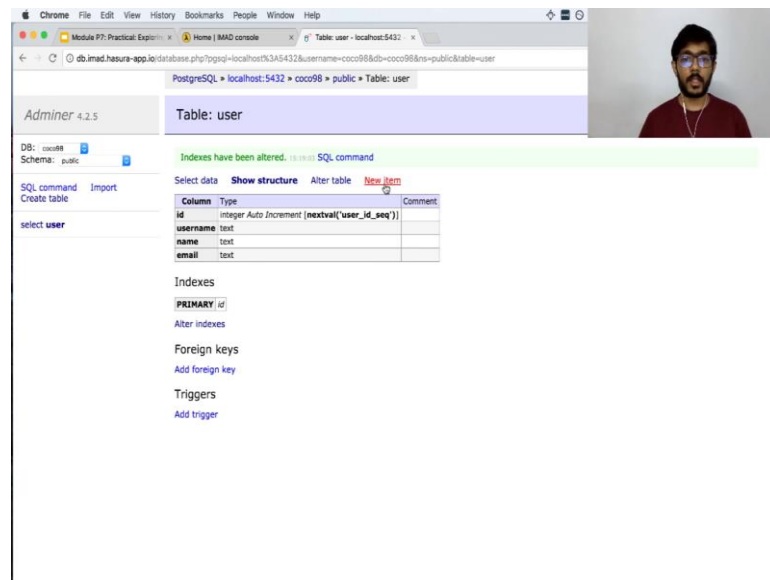 Chrome File Edit View History Bookmarks People Window Help
Module P7: Practical: Explorin
Home | IMAD console
Table: user - localhost:5432 -
db.imad.hasura-app.io/database.php?pgsql=localhost%3A5432&username=coco98&db=coco98&ns=public&table=user
PostgreSQL » localhost:5432 » coco98 » public » Table: user
Adminer 4.2.5
Table: user
DB: coco98
Schema: public
Indexes have been altered. SQL command
SQL command Import
Create table
Select data Show structure Alter table New item
select user
Column Type Comment
id integer Auto Increment [nextval('user_id_seq')]
username text
name text
email text
Indexes
PRIMARY id
Alter indexes
Foreign keys
Add foreign key
Triggers
Add trigger